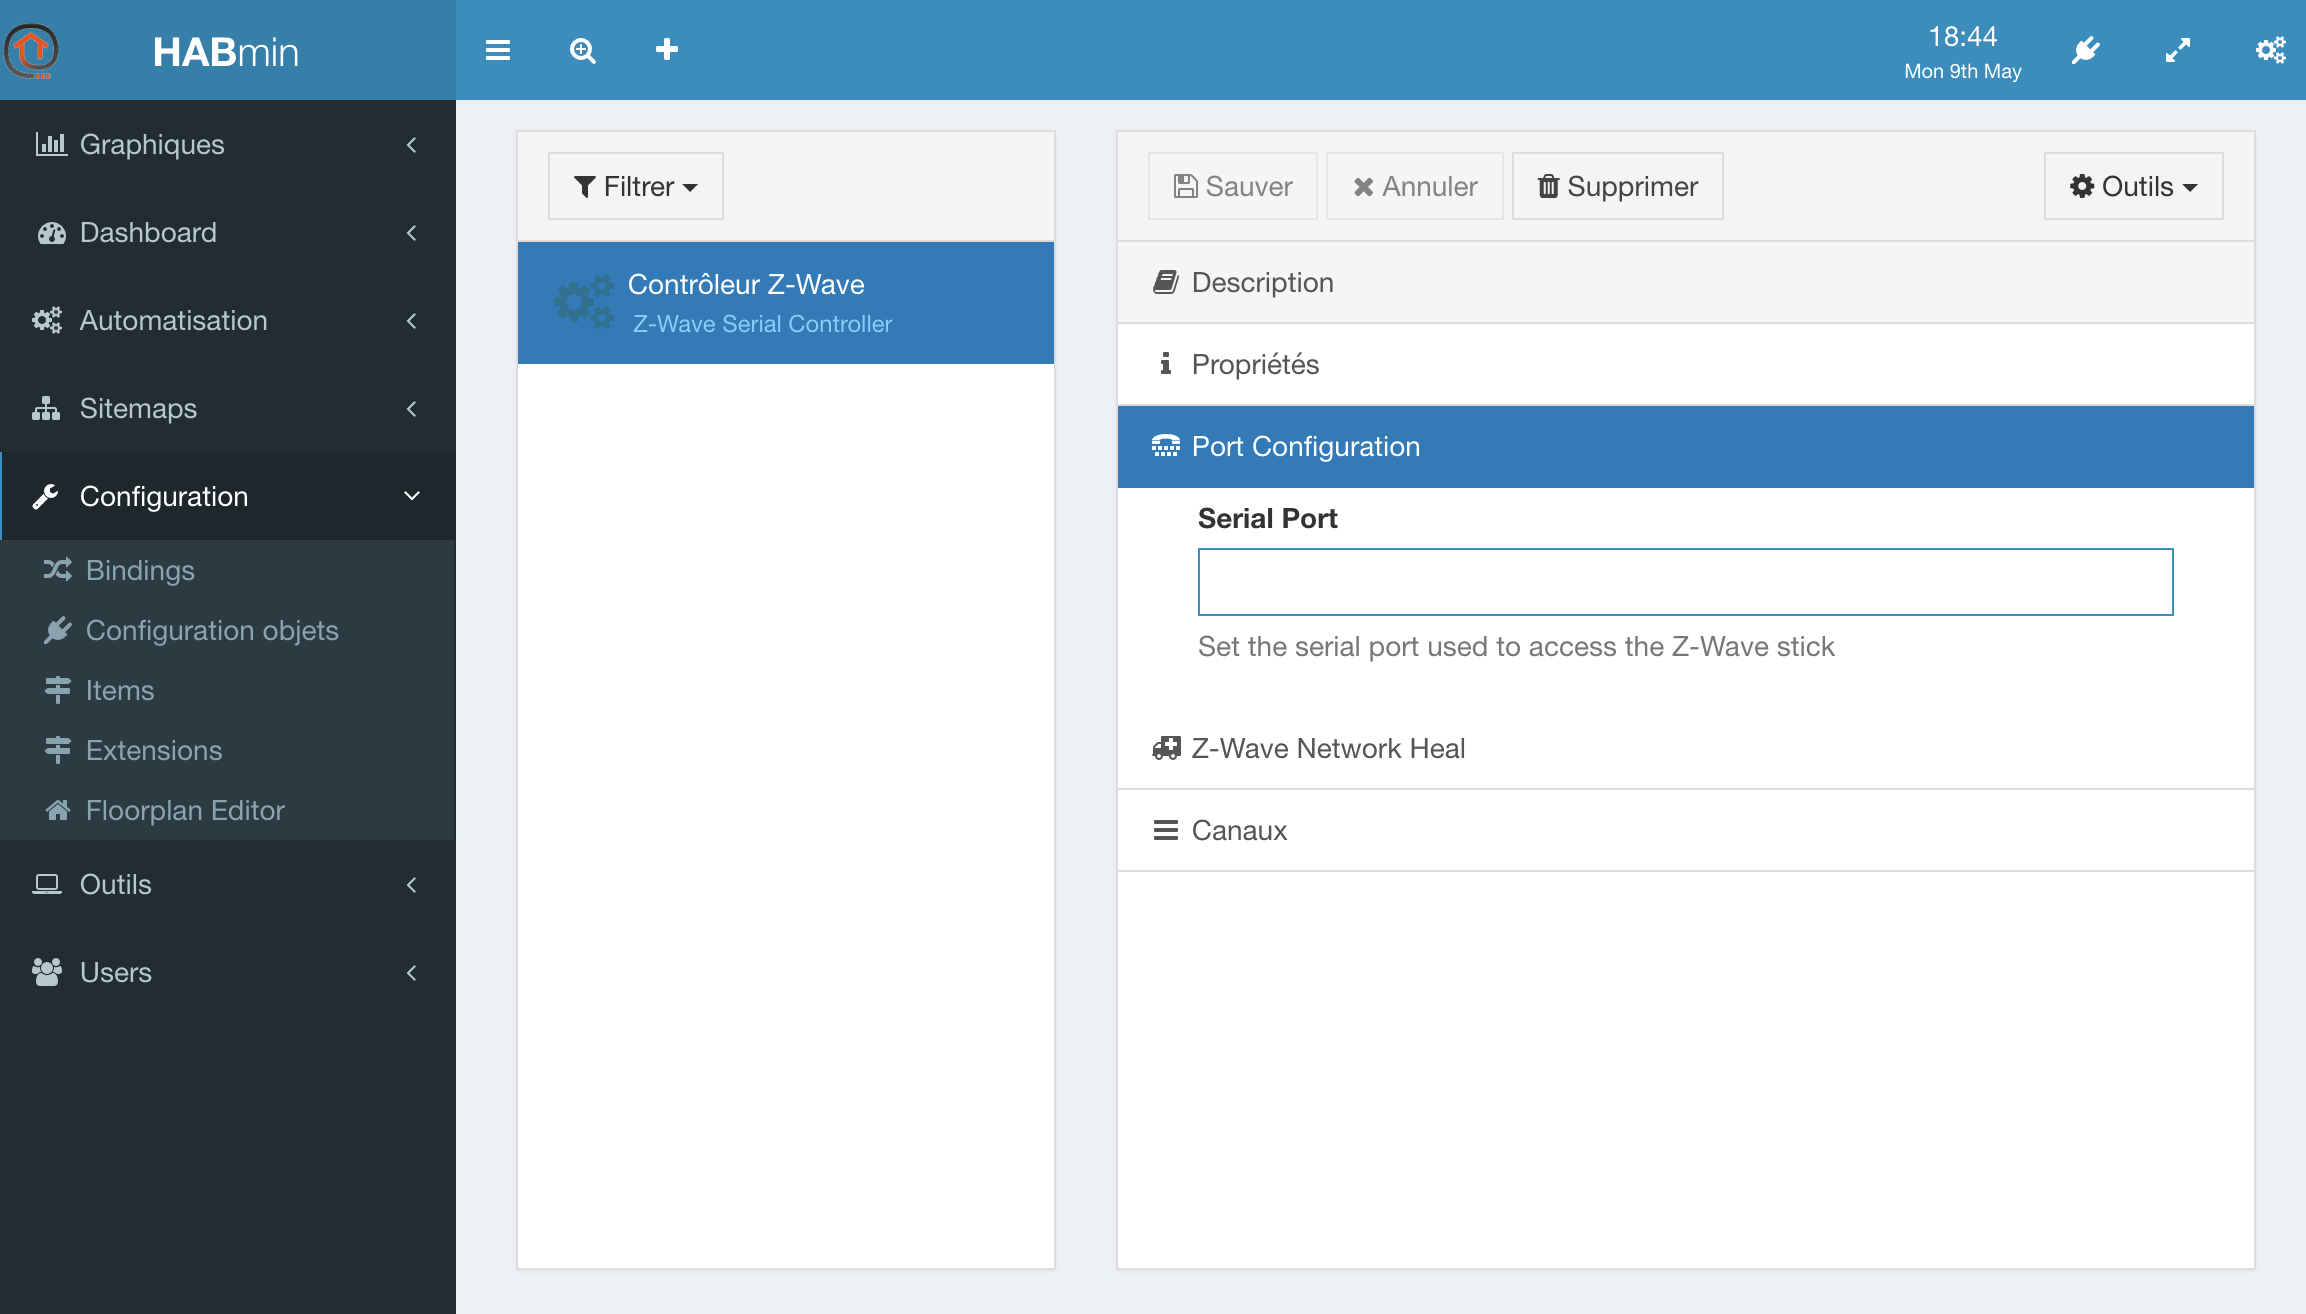 HABmin
18:44
Mon 9th May
Graphiques
Dashboard
Automatisation
Sitemaps
Configuration
Bindings
Configuration objets
Items
Extensions
Floorplan Editor
Outils
Users
Filtrer
Contrôleur Z-Wave
Z-Wave Serial Controller
Sauver Annuler Supprimer Outils
Description
Propriétés
Port Configuration
Serial Port
Set the serial port used to access the Z-Wave stick
Z-Wave Network Heal
Canaux